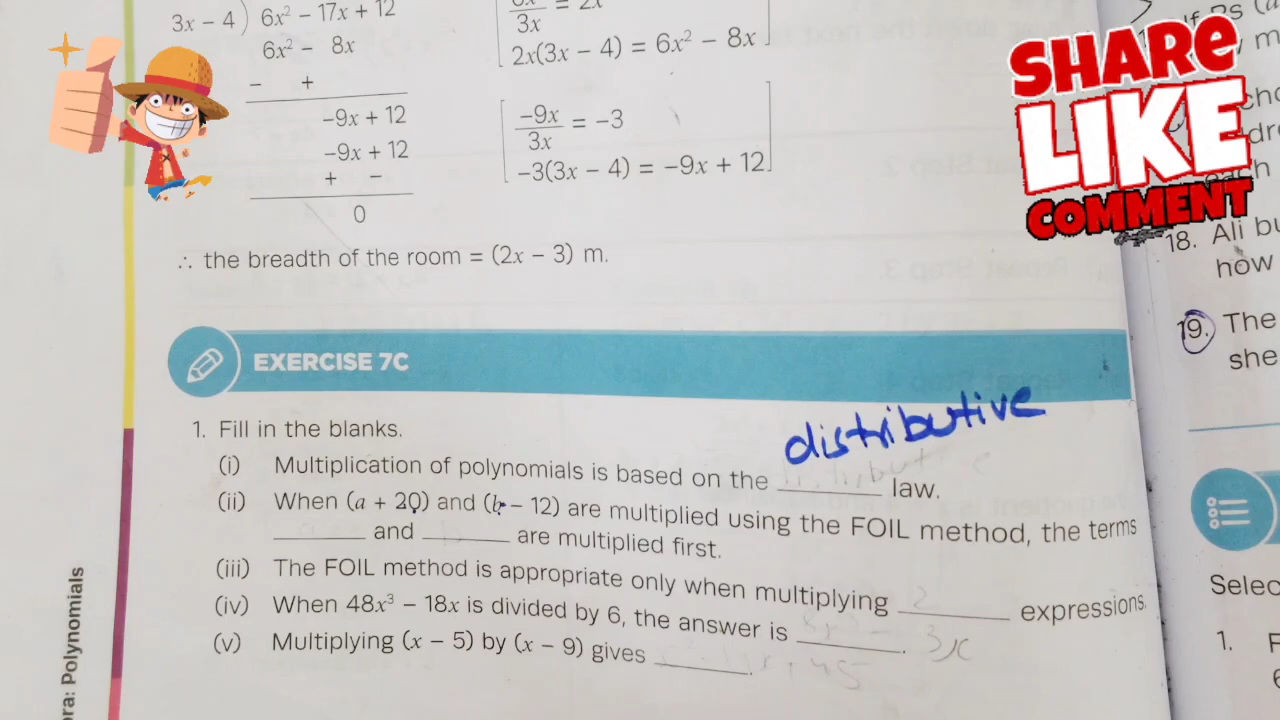 3x − 4) 6x² − 17x + 12
6x² − 8x
− +
−9x + 12
−9x + 12
+ −
0
3x = 2x
2x(3x − 4) = 6x² − 8x
−9x
3x = −3
−3(3x − 4) = −9x + 12
∴ the breadth of the room = (2x − 3) m.
EXERCISE 7C
1. Fill in the blanks.
distributive
(i) Multiplication of polynomials is based on the ________ law.
(ii) When (a + 20) and (b − 12) are multiplied using the FOIL method, the terms
________ and ________ are multiplied first.
(iii) The FOIL method is appropriate only when multiplying 2 expressions.
(iv) When 48x³ − 18x is divided by 6, the answer is 8x³ − 3x.
(v) Multiplying (x − 5) by (x − 9) gives ________.
bra: Polynomials
SHARE
LIKE
COMMENT
18. Ali bu
how
19. The
she
Selec
1. F